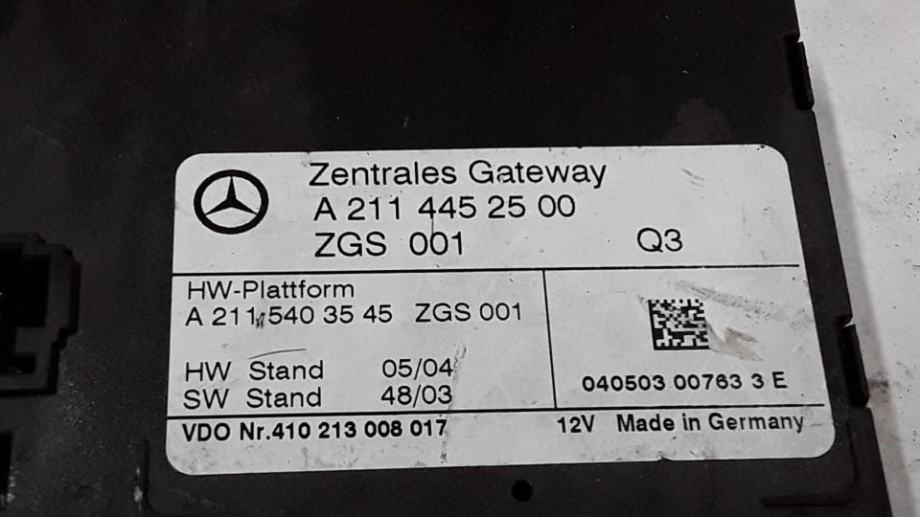 Zentrales Gateway
A 211 445 25 00
ZGS 001 Q3
HW-Plattform
A 211 540 35 45 ZGS 001
HW Stand 05/04
SW Stand 48/03
040503 00763 3 E
VDO Nr.410 213 008 017 12V Made in Germany